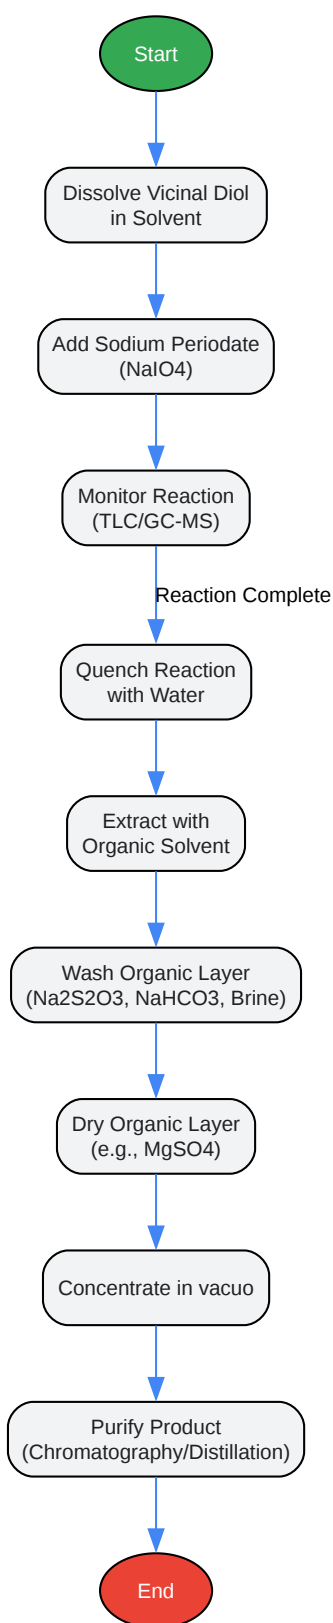 Start
Dissolve Vicinal Diol
in Solvent
Add Sodium Periodate
(NaIO4)
Monitor Reaction
(TLC/GC-MS)
Reaction Complete
Quench Reaction
with Water
Extract with
Organic Solvent
Wash Organic Layer
(Na2S2O3, NaHCO3, Brine)
Dry Organic Layer
(e.g., MgSO4)
Concentrate in vacuo
Purify Product
(Chromatography/Distillation)
End